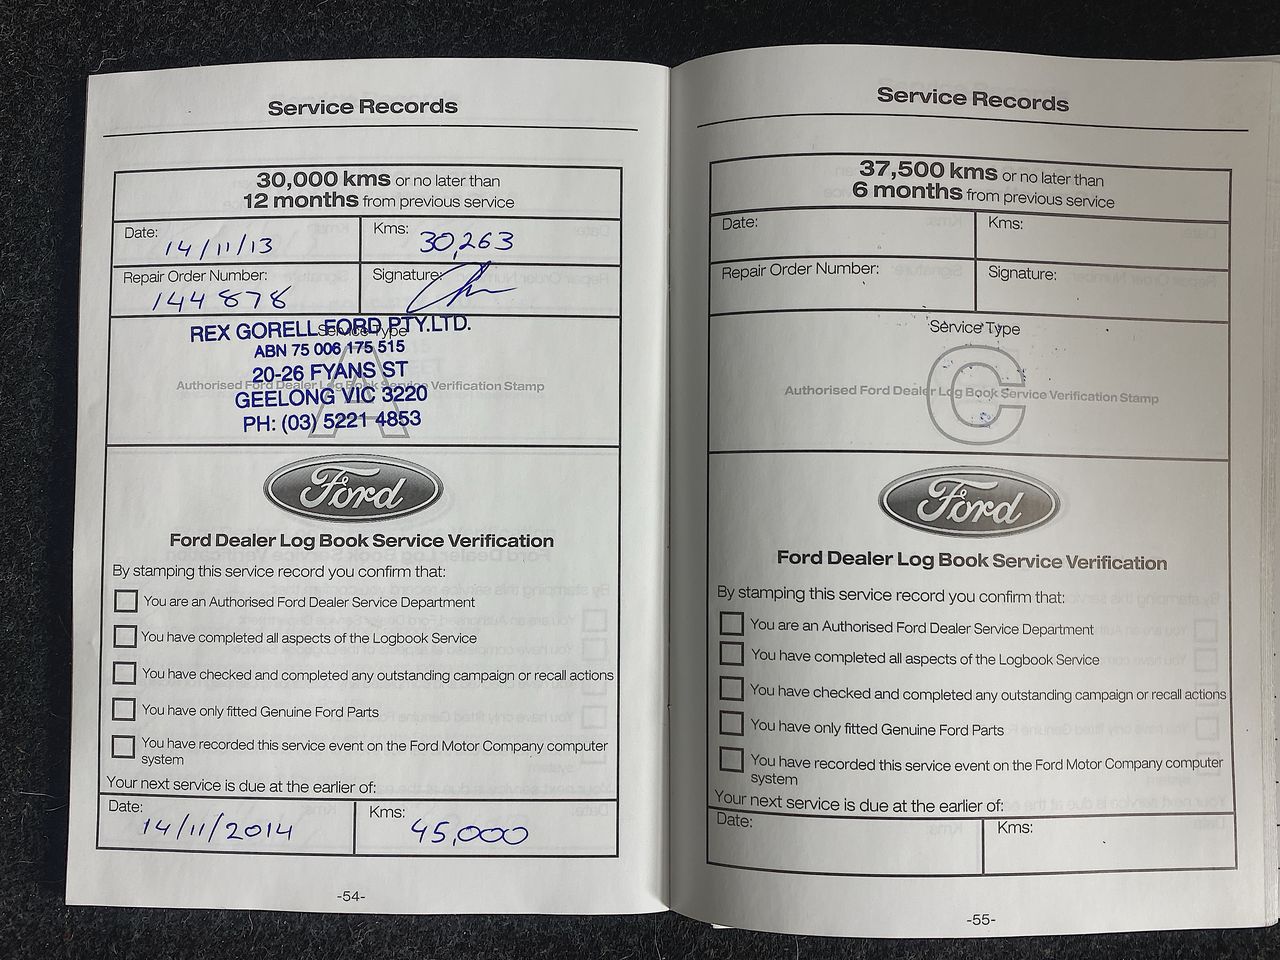 Service Records
30,000 kms or no later than
12 months from previous service
Date: 14/11/13
Kms: 30,263
Repair Order Number: 144878
Signature:
Service Type
A
REX GORELL FORD PTY.LTD.
ABN 75 006 175 515
20-26 FYANS ST
Authorised Ford Dealer Log Book Service Verification Stamp
GEELONG VIC 3220
PH: (03) 5221 4853
Ford
Ford Dealer Log Book Service Verification
By stamping this service record you confirm that:
You are an Authorised Ford Dealer Service Department
You have completed all aspects of the Logbook Service
You have checked and completed any outstanding campaign or recall actions
You have only fitted Genuine Ford Parts
You have recorded this service event on the Ford Motor Company computer
system
Your next service is due at the earlier of:
Date: 14/11/2014
Kms: 45,000
-54-
Service Records
37,500 kms or no later than
6 months from previous service
Date:
Kms:
Repair Order Number:
Signature:
Service Type
C
Authorised Ford Dealer Log Book Service Verification Stamp
Ford
Ford Dealer Log Book Service Verification
By stamping this service record you confirm that:
You are an Authorised Ford Dealer Service Department
You have completed all aspects of the Logbook Service
You have checked and completed any outstanding campaign or recall actions
You have only fitted Genuine Ford Parts
You have recorded this service event on the Ford Motor Company computer
system
Your next service is due at the earlier of:
Date:
Kms:
-55-